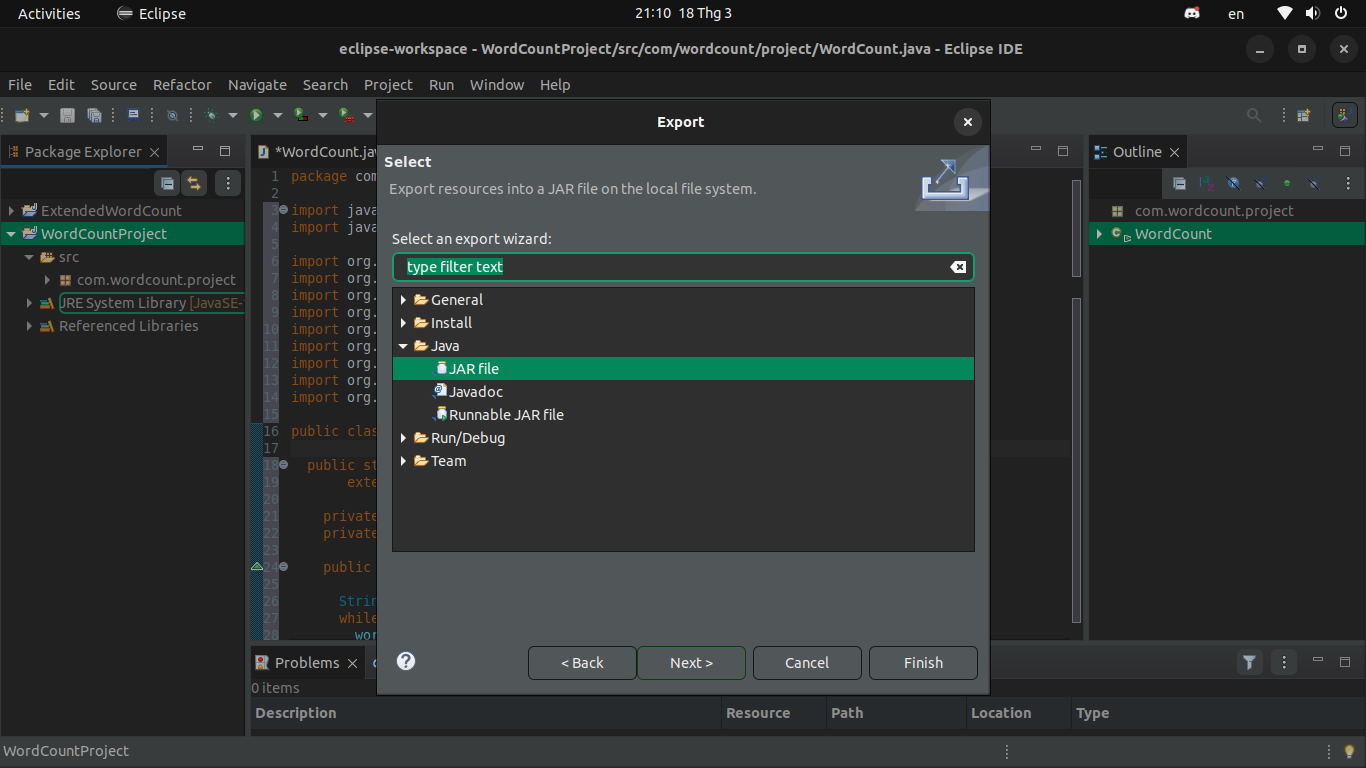 Activities Eclipse 21:10 18 Thg 3 en
eclipse-workspace - WordCountProject/src/com/wordcount/project/WordCount.java - Eclipse IDE
File Edit Source Refactor Navigate Search Project Run Window Help
Package Explorer
ExtendedWordCount
WordCountProject
src
com.wordcount.project
JRE System Library [JavaSE-
Referenced Libraries
*WordCount.jav
1 package com
2
3 import java
4 import java
5
6 import org.
7 import org.
8 import org.
9 import org.
10 import org.
11 import org.
12 import org.
13 import org.
14 import org.
15
16 public clas
17
18 public st
19 exte
20
21 private
22 private
23
24 public
25
26 Strin
27 while
28 wor
Export
Select
Export resources into a JAR file on the local file system.
Select an export wizard:
type filter text
General
Install
Java
JAR file
Javadoc
Runnable JAR file
Run/Debug
Team
< Back Next > Cancel Finish
Outline
com.wordcount.project
WordCount
Problems
0 items
Description Resource Path Location Type
WordCountProject